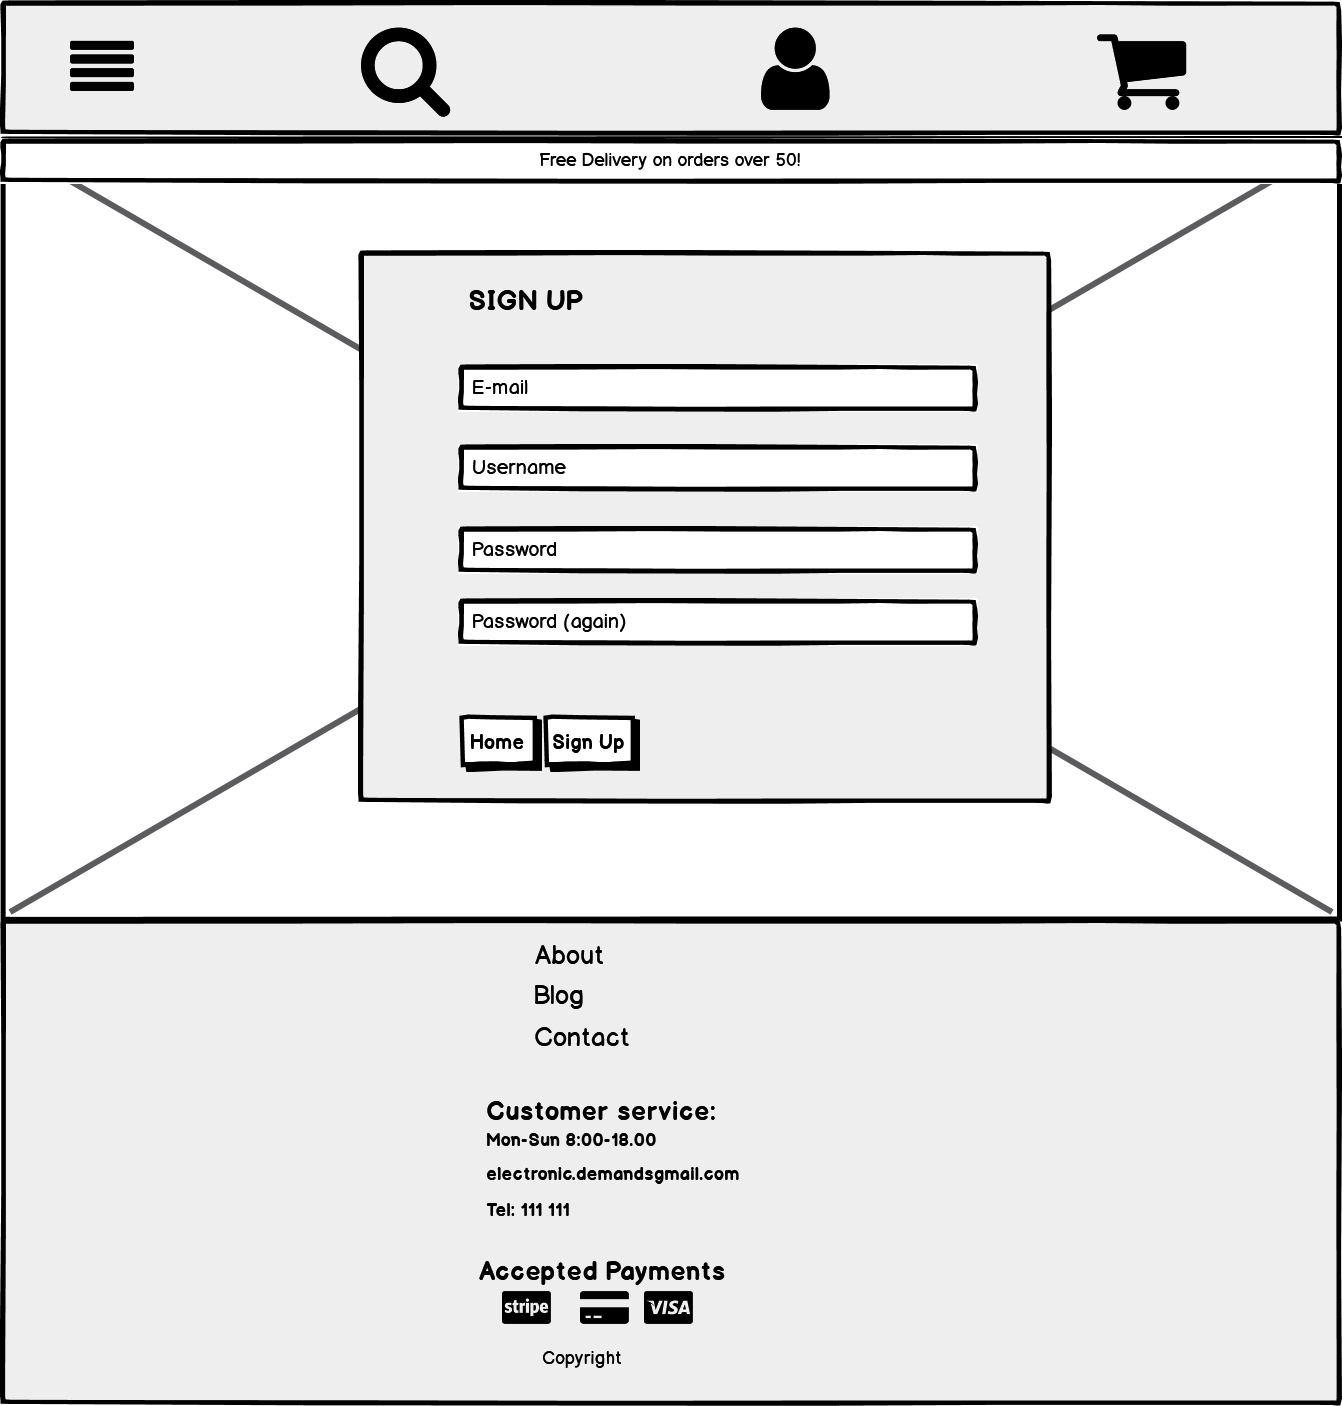 Free Delivery on orders over 50!
SIGN UP
E-mail
Username
Password
Password (again)
Home
Sign Up
About
Blog
Contact
Customer service:
Mon-Sun 8:00-18.00
electronic.demandsgmail.com
Tel: 111 111
Accepted Payments
stripe
VISA
Copyright